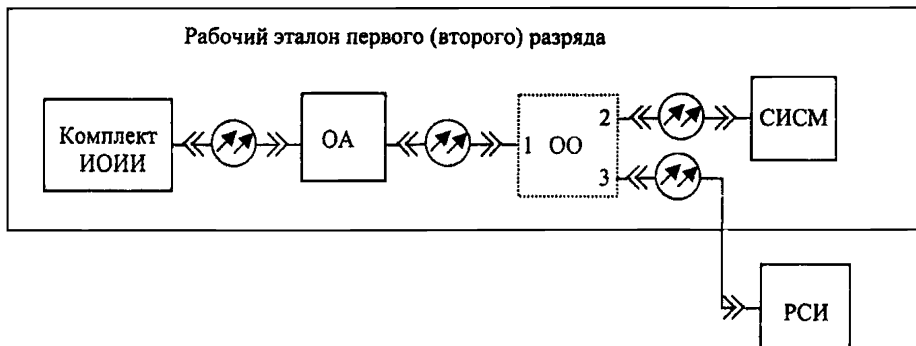 Рабочий эталон первого (второго) разряда
Комплект
ИОИИ
ОА
1 ОО
2
3
СИСМ
РСИ